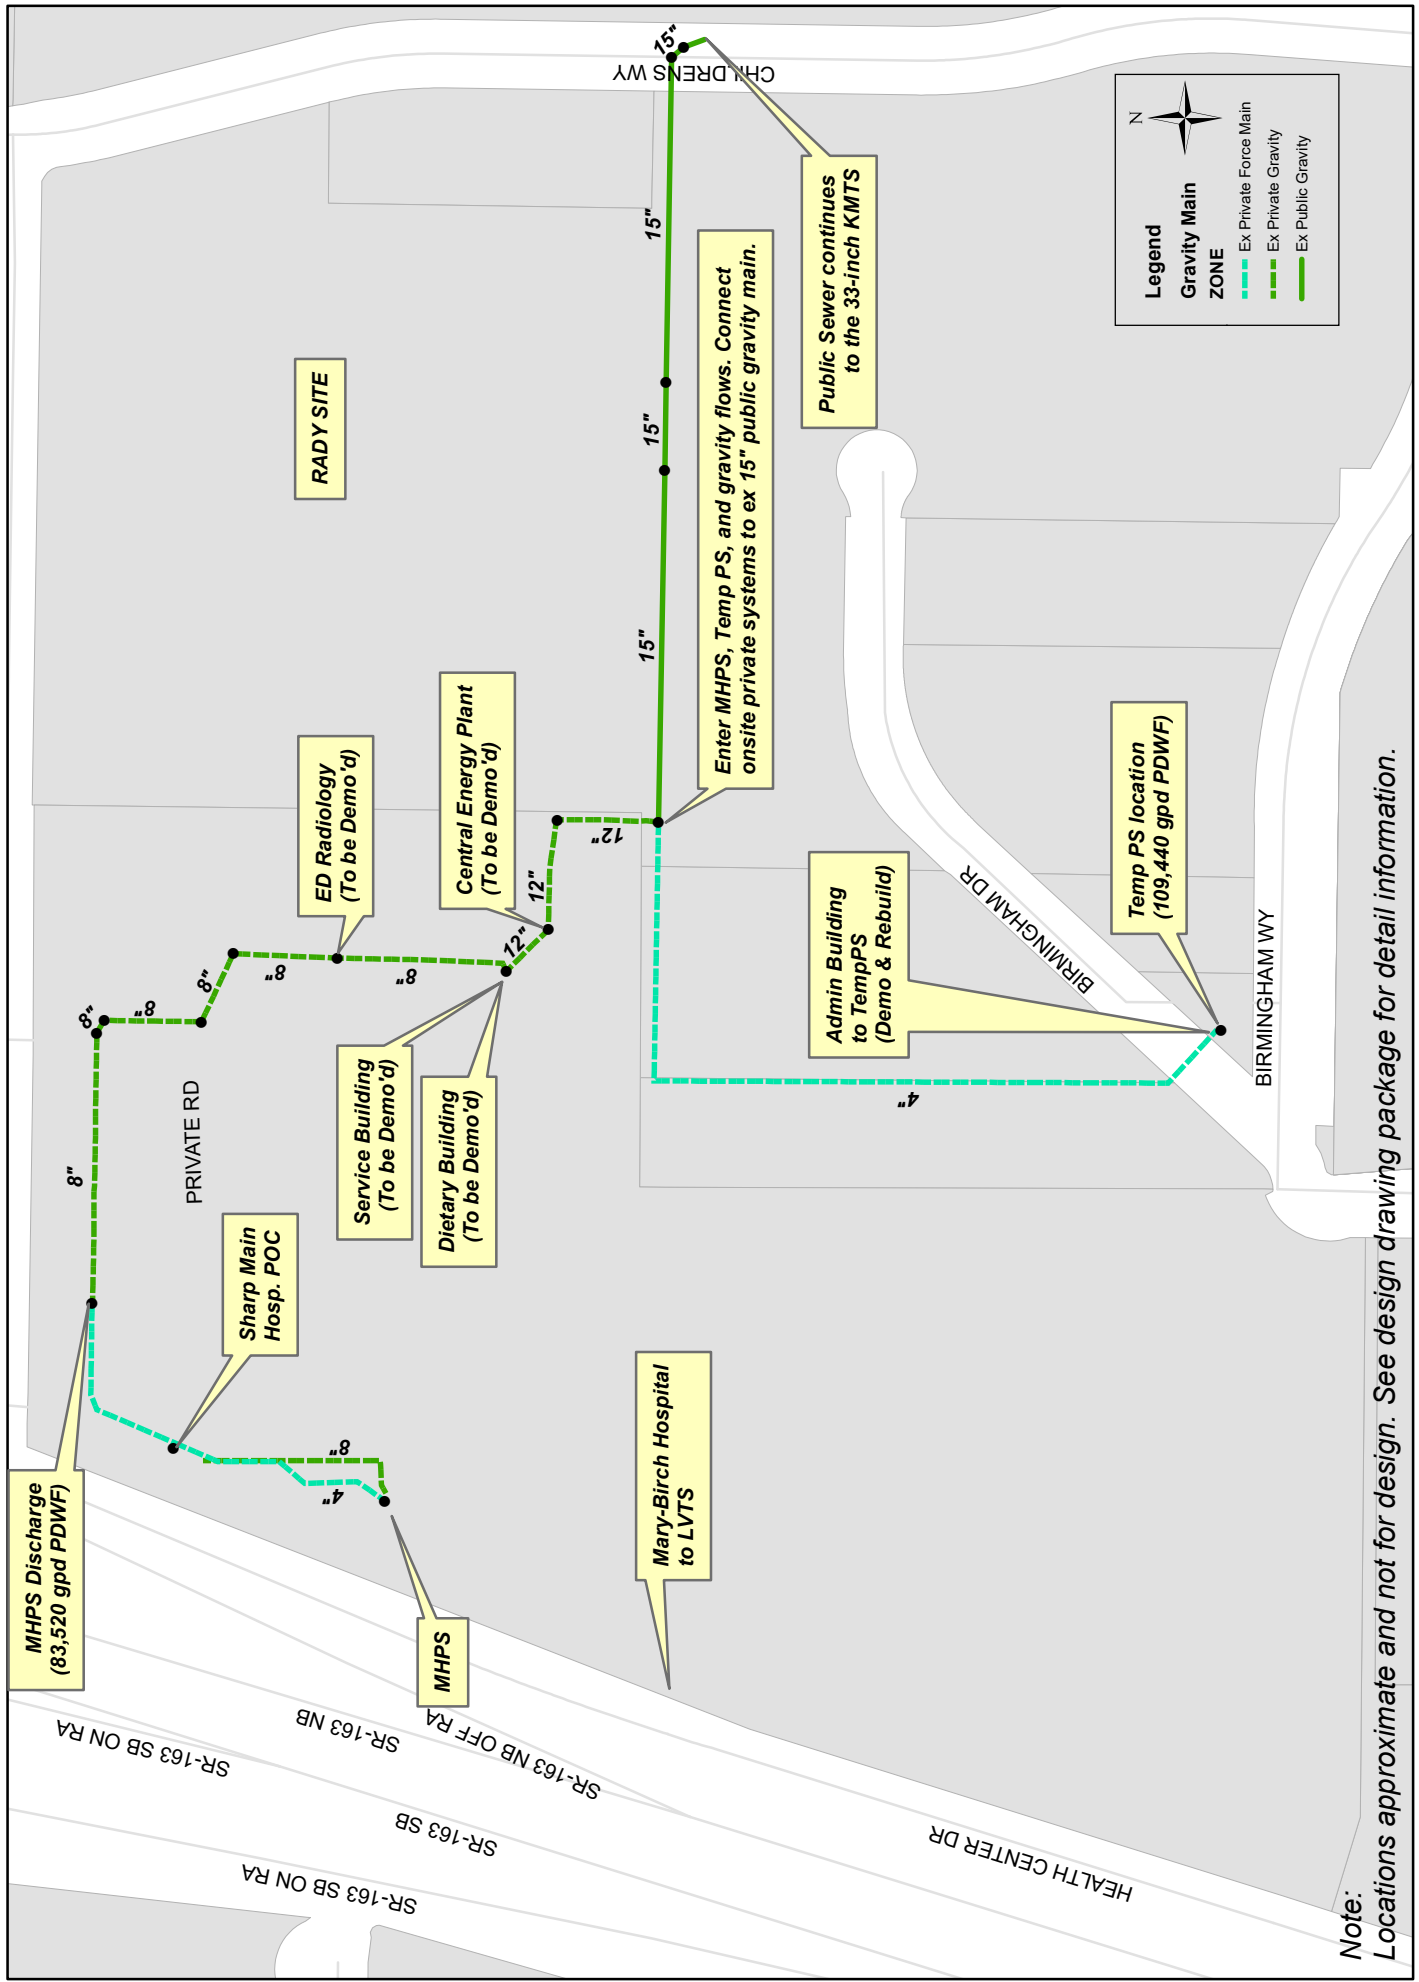 MHPS Discharge
(83,520 gpd PDWF)
Sharp Main
Hosp. POC
MHPS
Mary-Birch Hospital
to LVTS
PRIVATE RD
Service Building
(To be Demo'd)
Dietary Building
(To be Demo'd)
ED Radiology
(To be Demo'd)
Central Energy Plant
(To be Demo'd)
RADY SITE
Enter MHPS, Temp PS, and gravity flows. Connect
onsite private systems to ex 15" public gravity main.
Public Sewer continues
to the 33-inch KMTS
Admin Building
to TempPS
(Demo & Rebuild)
Temp PS location
(109,440 gpd PDWF)
4"
8"
8"
8"
8"
8"
8"
8"
12"
12"
12"
15"
15"
15"
15"
4"
SR-163 SB ON RA
SR-163 NB
SR-163 NB OFF RA
SR-163 SB
SR-163 SB ON RA
HEALTH CENTER DR
BIRMINGHAM DR
BIRMINGHAM WY
CHILDRENS WY
Legend
Gravity Main
ZONE
Ex Private Force Main
Ex Private Gravity
Ex Public Gravity
N
Note:
Locations approximate and not for design. See design drawing package for detail information.